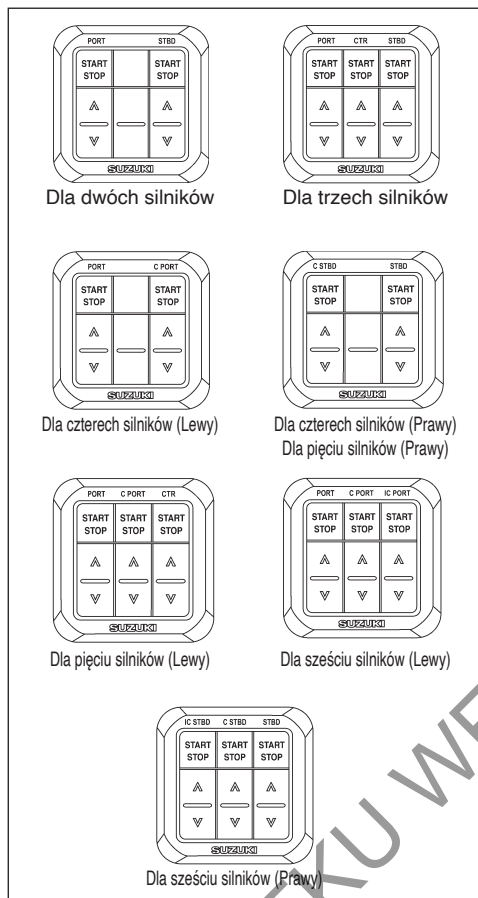 PORT STBD
START START
STOP STOP
SUZUKI
Dla dwóch silników
PORT CTR STBD
START START START
STOP STOP STOP
SUZUKI
Dla trzech silników
PORT C PORT
START START
STOP STOP
SUZUKI
Dla czterech silników (Lewy)
C STBD STBD
START START
STOP STOP
SUZUKI
Dla czterech silników (Prawy)
Dla pięciu silników (Prawy)
PORT C PORT CTR
START START START
STOP STOP STOP
SUZUKI
Dla pięciu silników (Lewy)
PORT C PORT IC PORT
START START START
STOP STOP STOP
SUZUKI
Dla sześciu silników (Lewy)
IC STBD C STBD STBD
START START START
STOP STOP STOP
SUZUKI
Dla sześciu silników (Prawy)